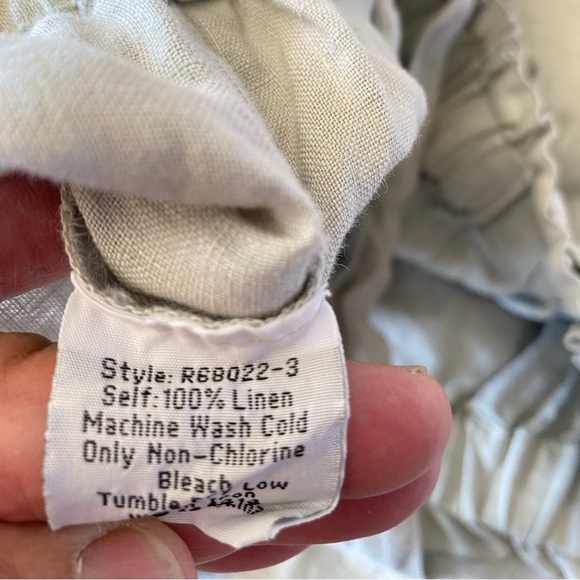 Style: R68022-3
Self: 100% Linen
Machine Wash Cold
Only Non-Chlorine
Bleach Low
Tumble